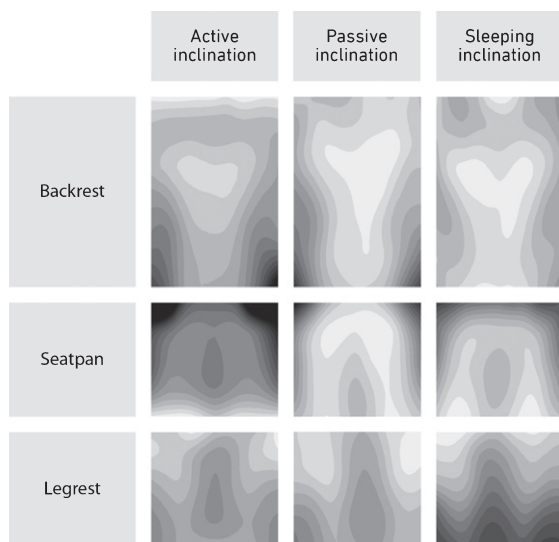 Active
inclination
Passive
inclination
Sleeping
inclination
Backrest
Seatpan
Legrest